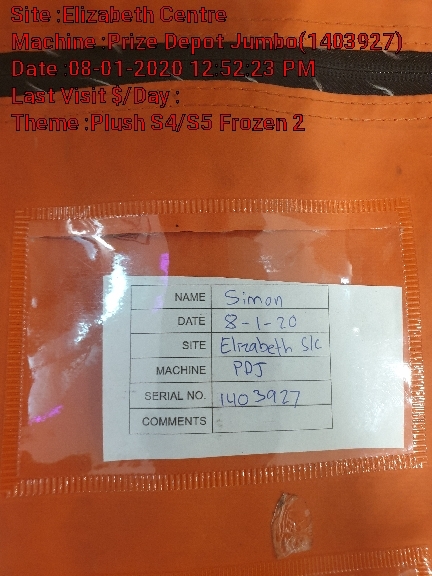 Site :Elizabeth Centre
Machine :Prize Depot Jumbo(1403927)
Date :08-01-2020 12:52:23 PM
Last Visit $/Day :
Theme :Plush S4/S5 Frozen 2
NAME Simon
DATE 8-1-20
SITE Elizabeth S/C
MACHINE PDJ
SERIAL NO. 1403927
COMMENTS